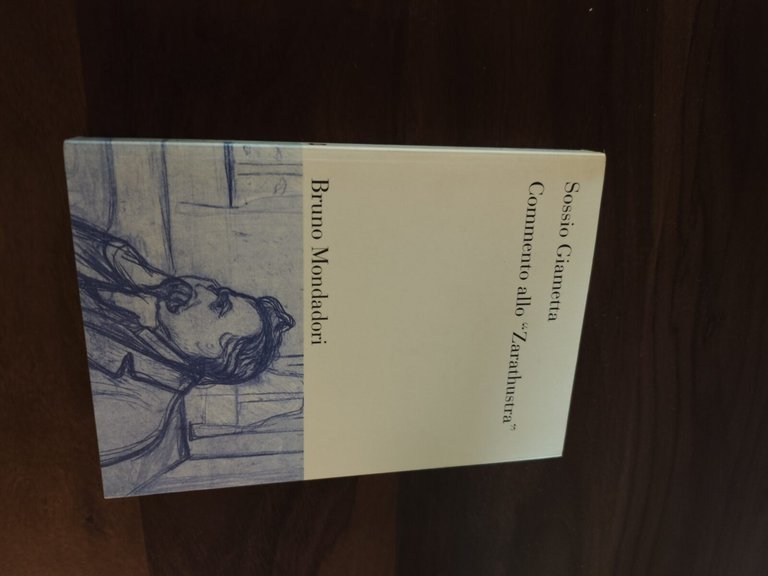 Sossio Giametta
Commento allo “Zarathustra”
Bruno Mondadori